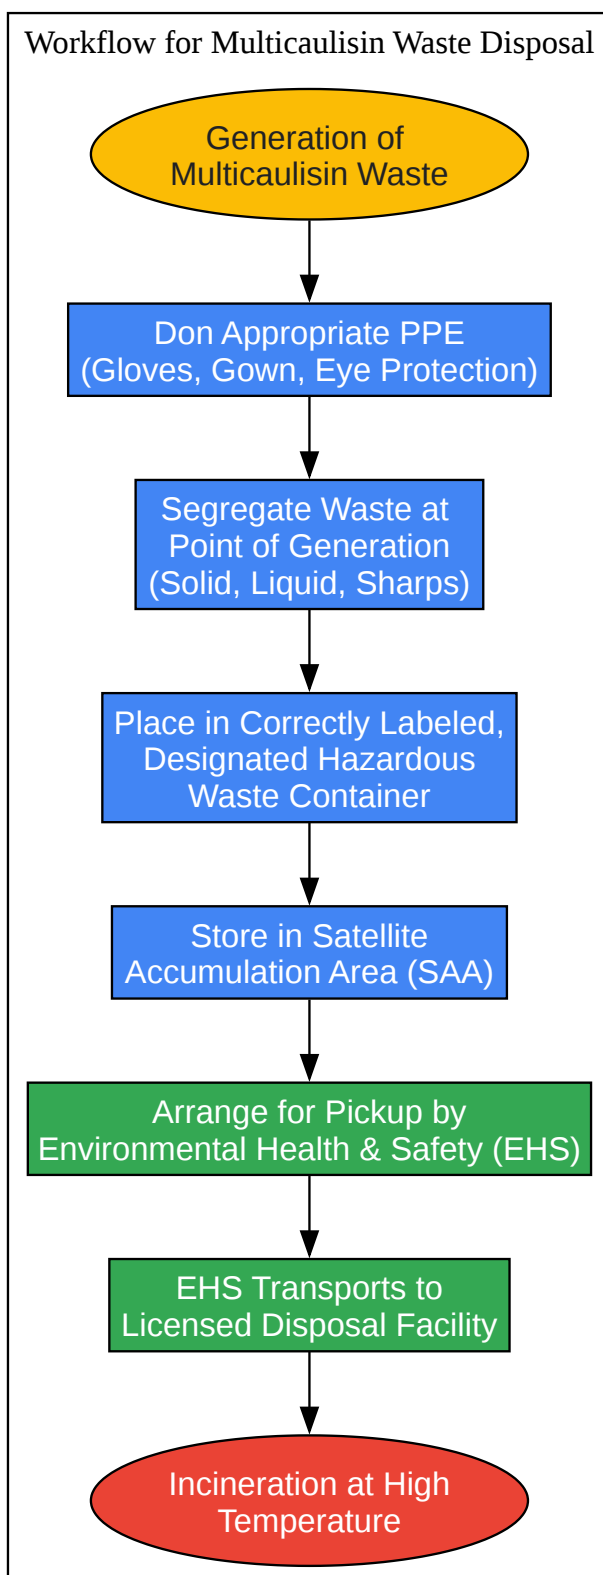 Workflow for Multicaulisin Waste Disposal
Generation of
Multicaulisin Waste
Don Appropriate PPE
(Gloves, Gown, Eye Protection)
Segregate Waste at
Point of Generation
(Solid, Liquid, Sharps)
Place in Correctly Labeled,
Designated Hazardous
Waste Container
Store in Satellite
Accumulation Area (SAA)
Arrange for Pickup by
Environmental Health & Safety (EHS)
EHS Transports to
Licensed Disposal Facility
Incineration at High
Temperature